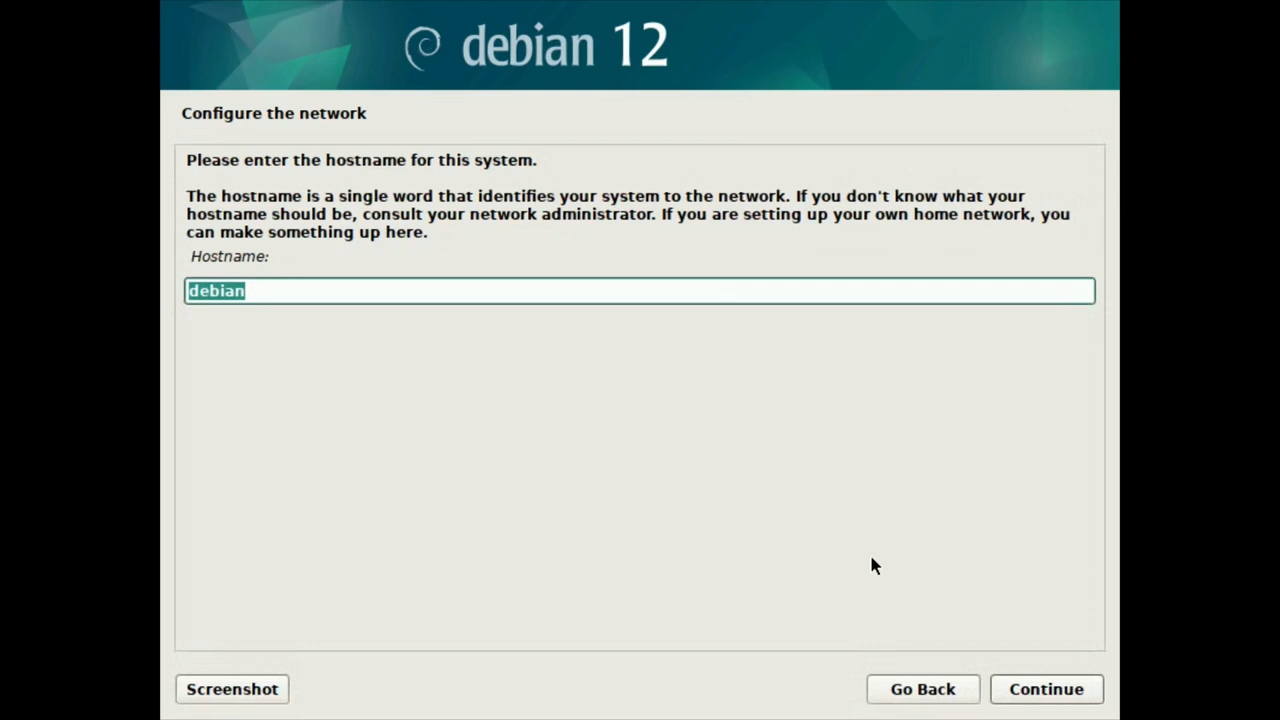 debian 12
Configure the network
Please enter the hostname for this system.
The hostname is a single word that identifies your system to the network. If you don't know what your
hostname should be, consult your network administrator. If you are setting up your own home network, you
can make something up here.
Hostname:
debian
Screenshot
Go Back
Continue